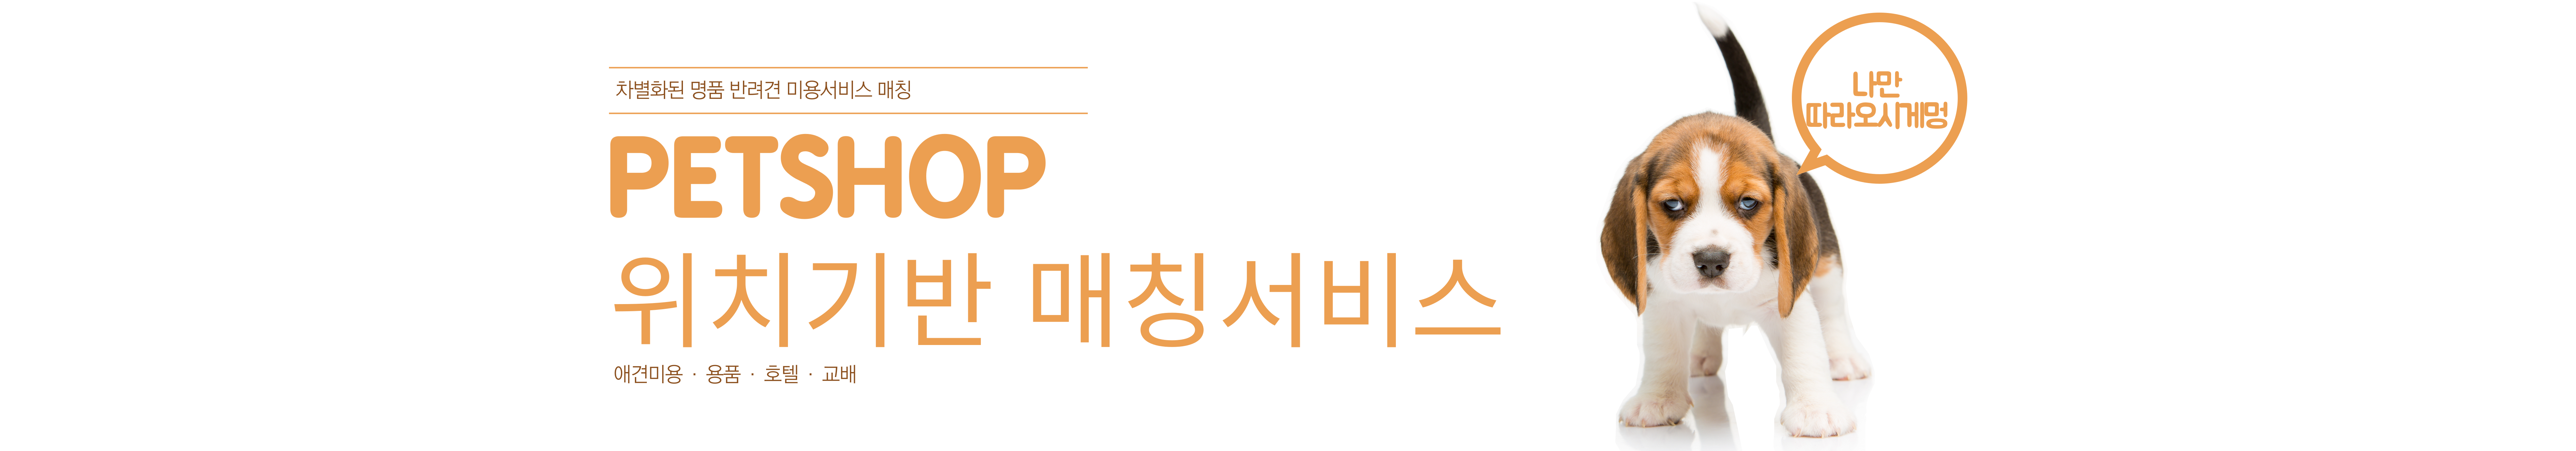 차별화된 명품 반려견 미용서비스 매칭
PETSHOP
위치기반 매칭서비스
애견미용 · 용품 · 호텔 · 교배
나만
따라오시게멍